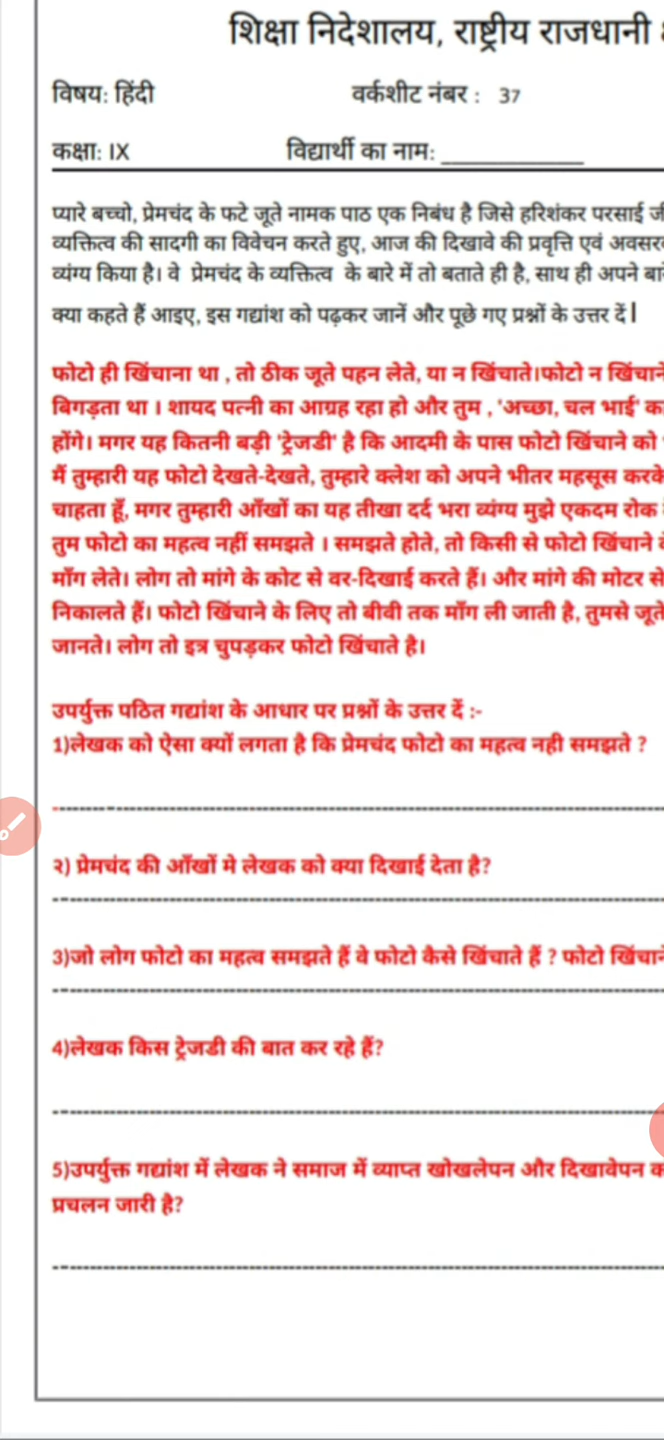 शिक्षा निदेशालय, राष्ट्रीय राजधानी
विषय: हिंदी वर्कशीट नंबर : 37
कक्षा: IX विद्यार्थी का नाम: ____________
प्यारे बच्चो, प्रेमचंद के फटे जूते नामक पाठ एक निबंध है जिसे हरिशंकर परसाई
व्यक्तित्व की सादगी का विवेचन करते हुए, आज की दिखावे की प्रवृत्ति एवं
व्यंग्य किया है। वे प्रेमचंद के व्यक्तित्व के बारे में तो बताते ही है, साथ ही अपने
क्या कहते हैं आइए, इस गद्यांश को पढ़कर जानें और पूछे गए प्रश्नों के उत्तर दें|
फोटो ही खिंचाना था , तो ठीक जूते पहन लेते, या न खिंचाते।फोटो न
बिगड़ता था । शायद पत्नी का आग्रह रहा हो और तुम , 'अच्छा, चल भाई'
होंगे। मगर यह कितनी बड़ी 'ट्रेजडी' है कि आदमी के पास फोटो खिंचाने को
मैं तुम्हारी यह फोटो देखते-देखते, तुम्हारे क्लेश को अपने भीतर महसूस करके
चाहता हूँ, मगर तुम्हारी आँखों का यह तीखा दर्द भरा व्यंग्य मुझे एकदम रोक
तुम फोटो का महत्व नहीं समझते । समझते होते, तो किसी से फोटो खिंचाने
माँग लेते। लोग तो मांगे के कोट से वर-दिखाई करते हैं। और मांगे की मोटर
निकालते हैं। फोटो खिंचाने के लिए तो बीवी तक माँग ली जाती है, तुमसे
जानते। लोग तो इत्र चुपड़कर फोटो खिंचाते है।
उपर्युक्त पठित गद्यांश के आधार पर प्रश्नों के उत्तर दें :-
1)लेखक को ऐसा क्यों लगता है कि प्रेमचंद फोटो का महत्व नही समझते ?
२) प्रेमचंद की आँखों मे लेखक को क्या दिखाई देता है?
3)जो लोग फोटो का महत्व समझते हैं वे फोटो कैसे खिंचाते हैं ? फोटो
4)लेखक किस ट्रेजडी की बात कर रहे हैं?
5)उपर्युक्त गद्यांश में लेखक ने समाज में व्याप्त खोखलेपन और दिखावेपन
प्रचलन जारी है?